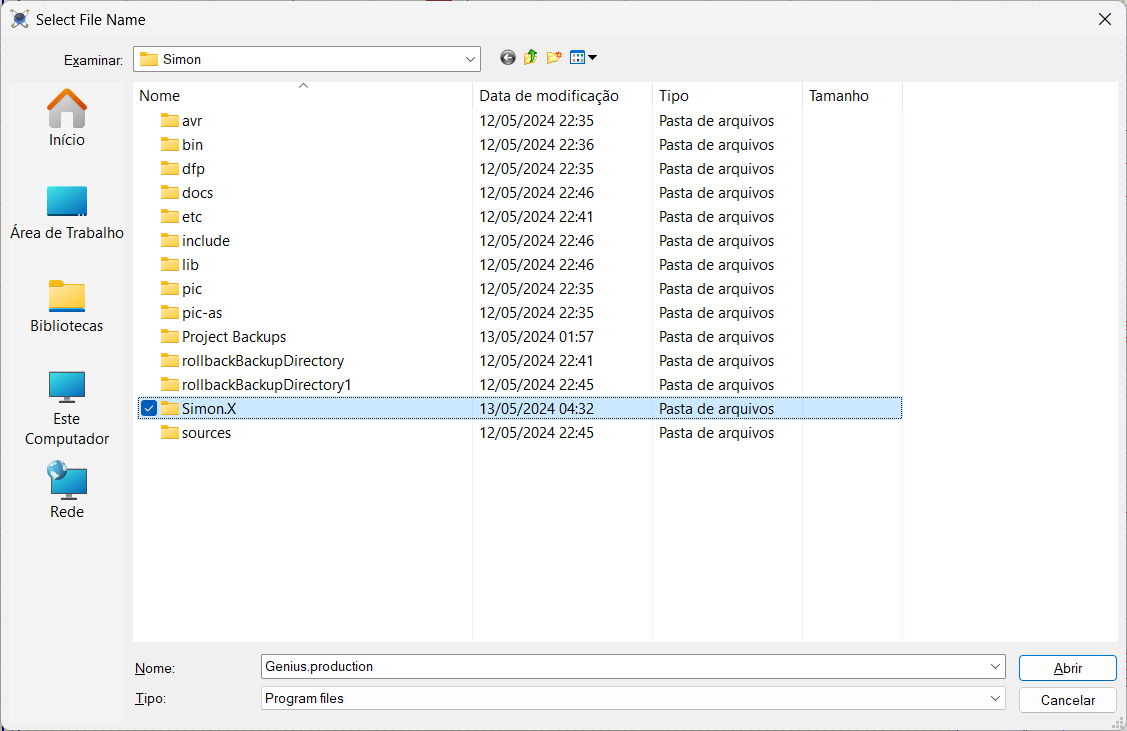 Select File Name
Examinar: Simon
Nome Data de modificação Tipo Tamanho
avr 12/05/2024 22:35 Pasta de arquivos
bin 12/05/2024 22:36 Pasta de arquivos
dfp 12/05/2024 22:35 Pasta de arquivos
docs 12/05/2024 22:46 Pasta de arquivos
etc 12/05/2024 22:41 Pasta de arquivos
include 12/05/2024 22:46 Pasta de arquivos
lib 12/05/2024 22:46 Pasta de arquivos
pic 12/05/2024 22:35 Pasta de arquivos
pic-as 12/05/2024 22:35 Pasta de arquivos
Project Backups 13/05/2024 01:57 Pasta de arquivos
rollbackBackupDirectory 12/05/2024 22:41 Pasta de arquivos
rollbackBackupDirectory1 12/05/2024 22:45 Pasta de arquivos
Simon.X 13/05/2024 04:32 Pasta de arquivos
sources 12/05/2024 22:45 Pasta de arquivos
Início
Área de Trabalho
Bibliotecas
Este
Computador
Rede
Nome: Genius.production Abrir
Tipo: Program files Cancelar